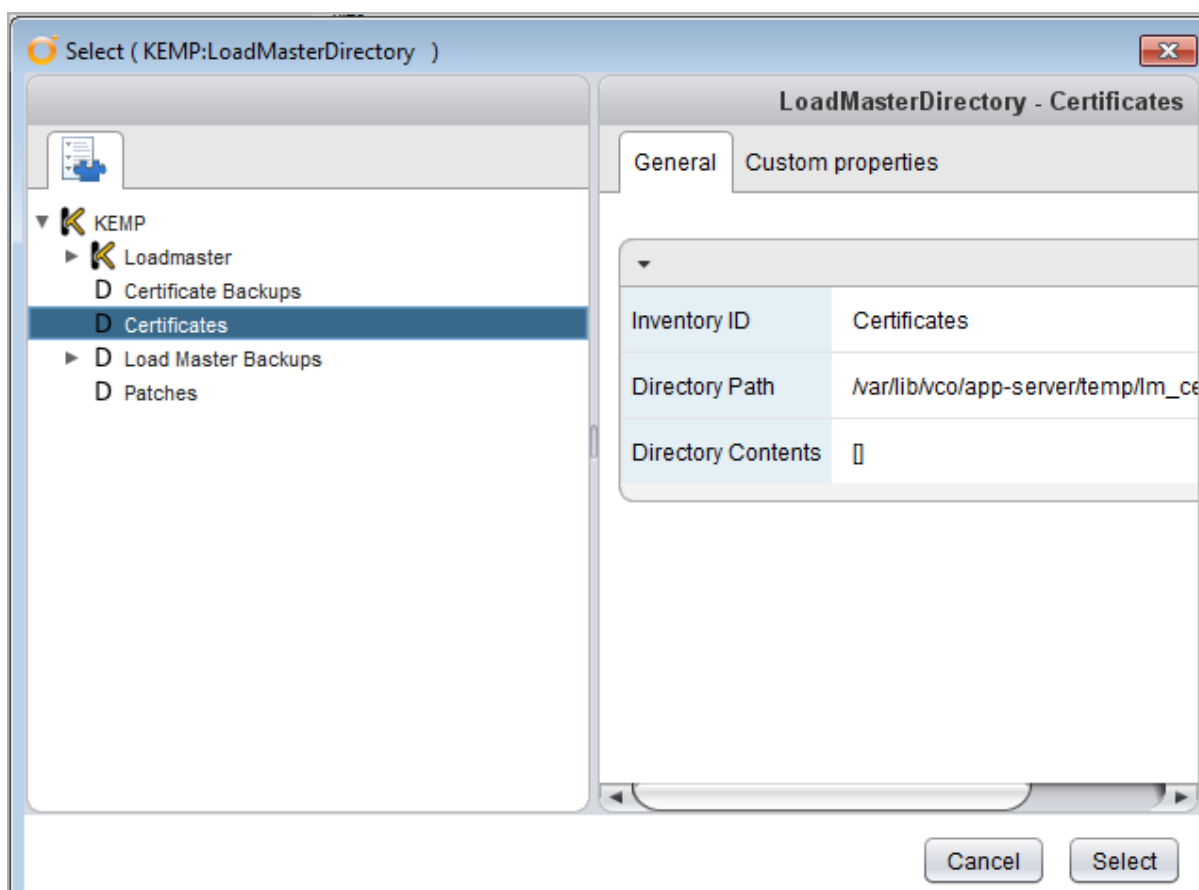 Select ( KEMP:LoadMasterDirectory )
LoadMasterDirectory - Certificates
General Custom properties
KEMP
Loadmaster
D Certificate Backups
D Certificates
D Load Master Backups
D Patches
Inventory ID Certificates
Directory Path /var/lib/vco/app-server/temp/lm_ce
Directory Contents []
Cancel Select